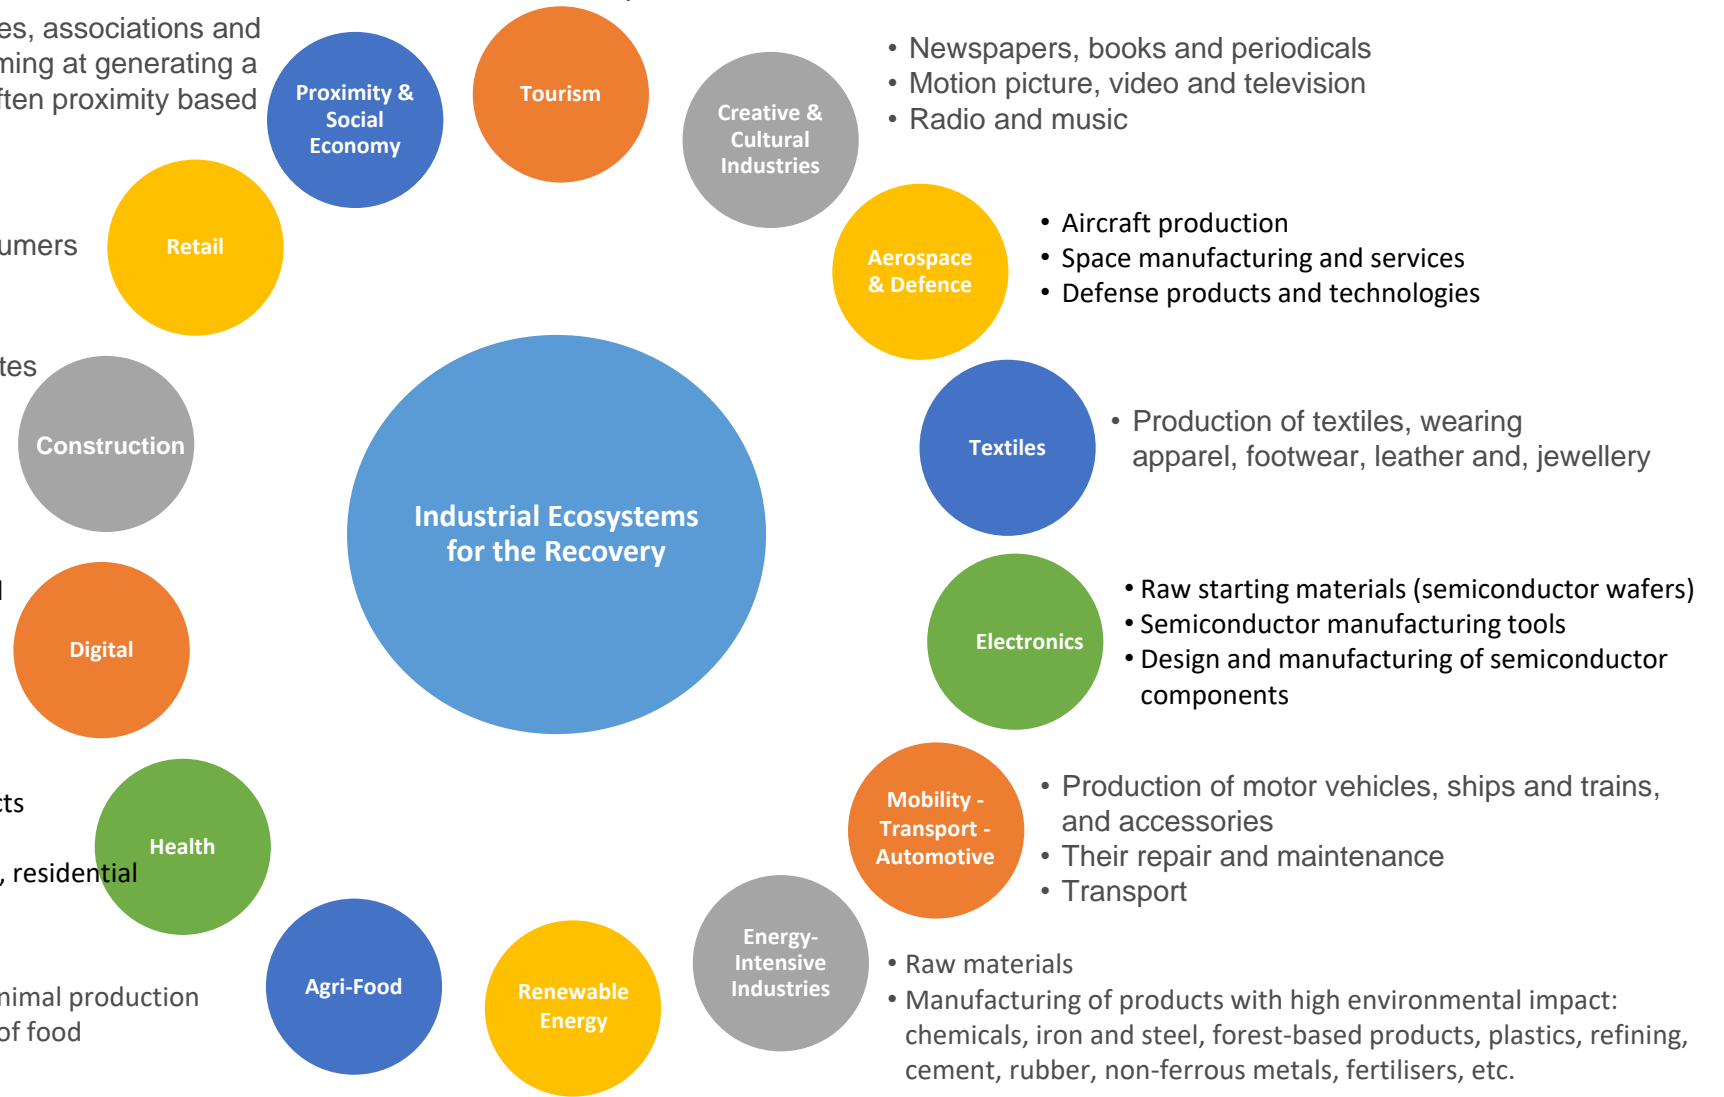 es, associations and
ming at generating a
ften proximity based
Proximity &
Social
Economy
Tourism
Creative &
Cultural
Industries
• Newspapers, books and periodicals
• Motion picture, video and television
• Radio and music
umers
Retail
Aerospace
& Defence
• Aircraft production
• Space manufacturing and services
• Defense products and technologies
tes
Construction
Textiles
• Production of textiles, wearing
apparel, footwear, leather and, jewellery
Industrial Ecosystems
for the Recovery
Digital
Electronics
• Raw starting materials (semiconductor wafers)
• Semiconductor manufacturing tools
• Design and manufacturing of semiconductor
components
cts
, residential
Health
Mobility -
Transport -
Automotive
• Production of motor vehicles, ships and trains,
and accessories
• Their repair and maintenance
• Transport
nimal production
of food
Agri-Food
Renewable
Energy
Energy-
Intensive
Industries
• Raw materials
• Manufacturing of products with high environmental impact:
chemicals, iron and steel, forest-based products, plastics, refining,
cement, rubber, non-ferrous metals, fertilisers, etc.